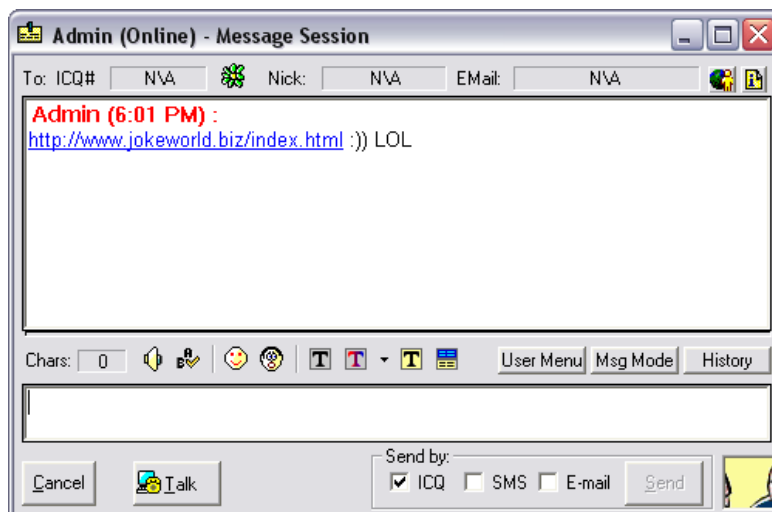 Admin (Online) - Message Session
To: ICQ# N\A Nick: N\A EMail: N\A
Admin (6:01 PM) :
http://www.jokeworld.biz/index.html :)) LOL
Chars: 0 T T T User Menu Msg Mode History
Send by:
Cancel Talk ICQ SMS E-mail Send